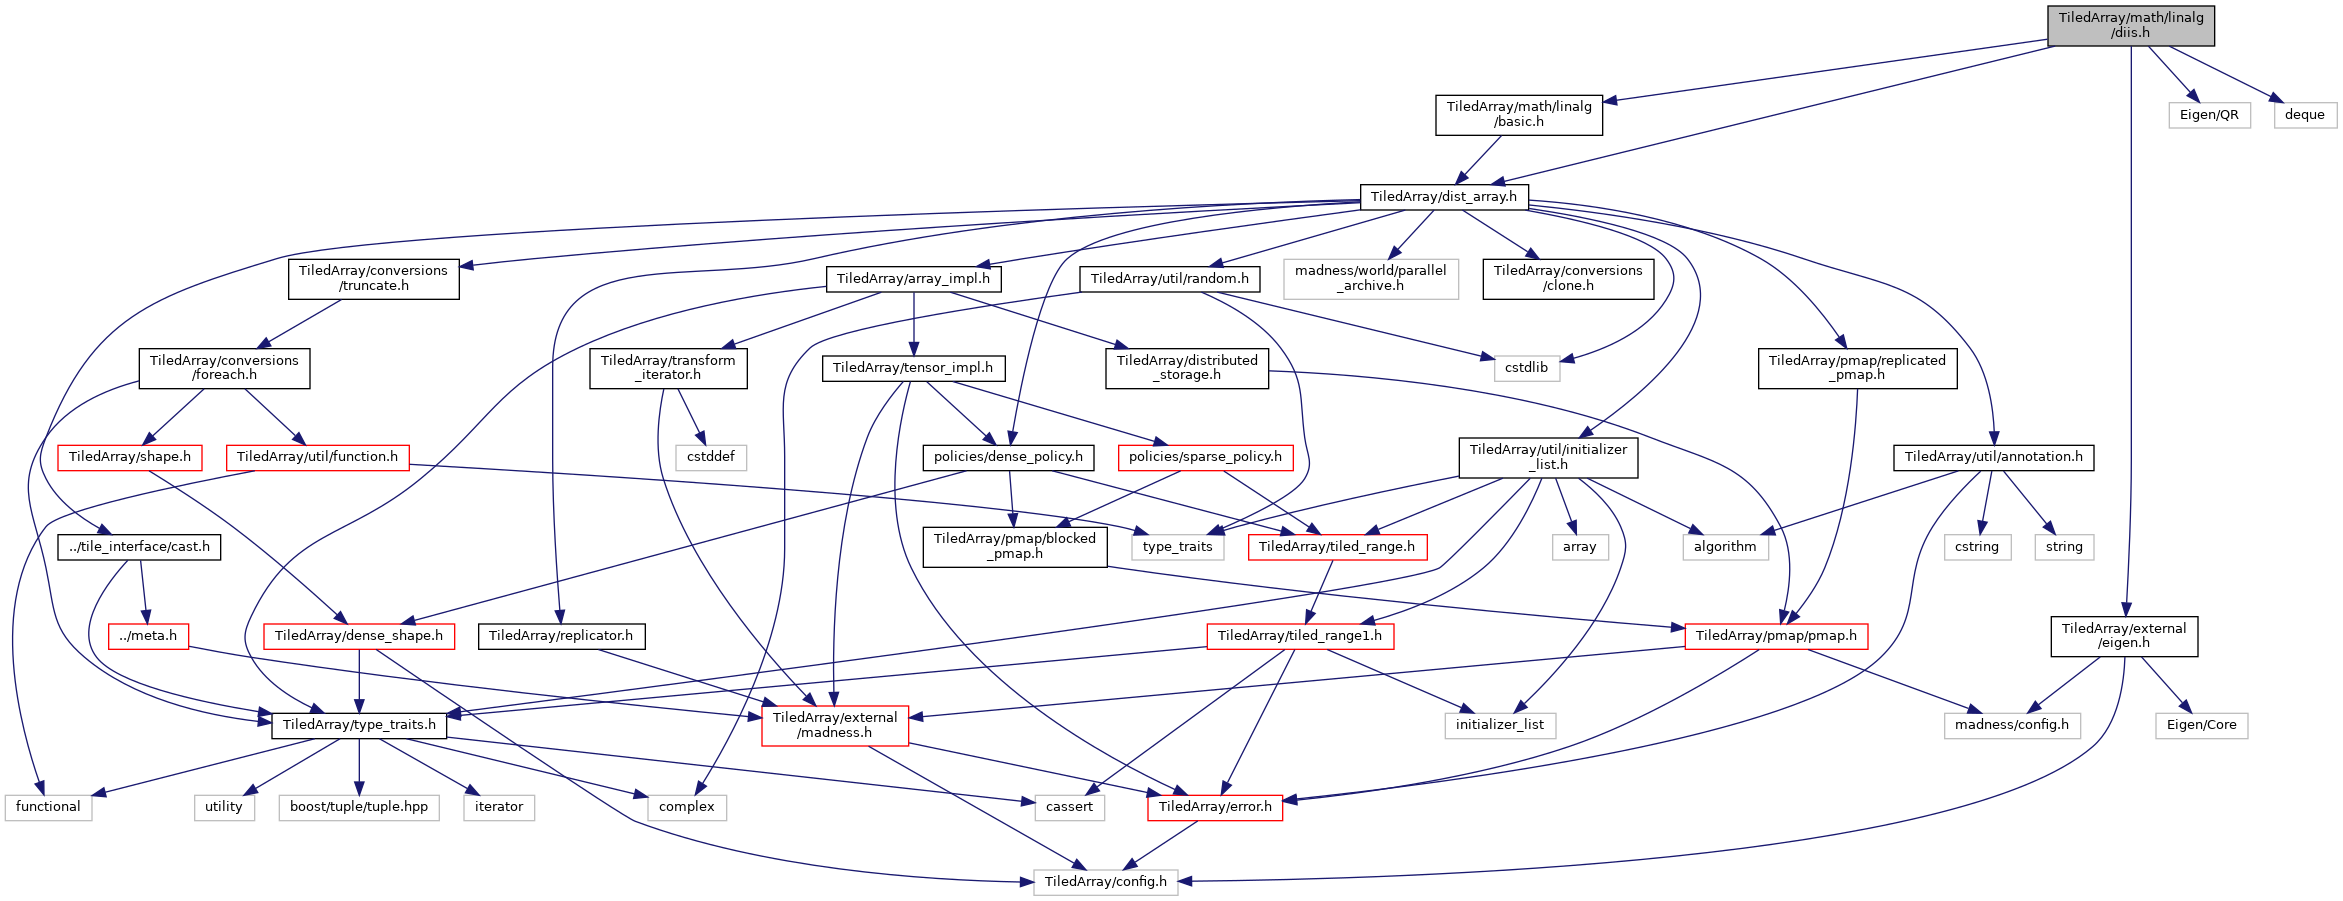 TiledArray/math/linalg
/diis.h
TiledArray/math/linalg
/basic.h
Eigen/QR
deque
TiledArray/dist_array.h
TiledArray/conversions
/truncate.h
TiledArray/array_impl.h
TiledArray/util/random.h
madness/world/parallel
_archive.h
TiledArray/conversions
/clone.h
TiledArray/conversions
/foreach.h
TiledArray/transform
_iterator.h
TiledArray/tensor_impl.h
TiledArray/distributed
_storage.h
cstdlib
TiledArray/pmap/replicated
_pmap.h
TiledArray/shape.h
TiledArray/util/function.h
cstddef
policies/dense_policy.h
policies/sparse_policy.h
TiledArray/util/initializer
_list.h
TiledArray/util/annotation.h
../tile_interface/cast.h
TiledArray/pmap/blocked
_pmap.h
type_traits
TiledArray/tiled_range.h
array
algorithm
cstring
string
../meta.h
TiledArray/dense_shape.h
TiledArray/replicator.h
TiledArray/tiled_range1.h
TiledArray/pmap/pmap.h
TiledArray/external
/eigen.h
TiledArray/type_traits.h
TiledArray/external
/madness.h
initializer_list
madness/config.h
Eigen/Core
functional
utility
boost/tuple/tuple.hpp
iterator
complex
cassert
TiledArray/error.h
TiledArray/config.h